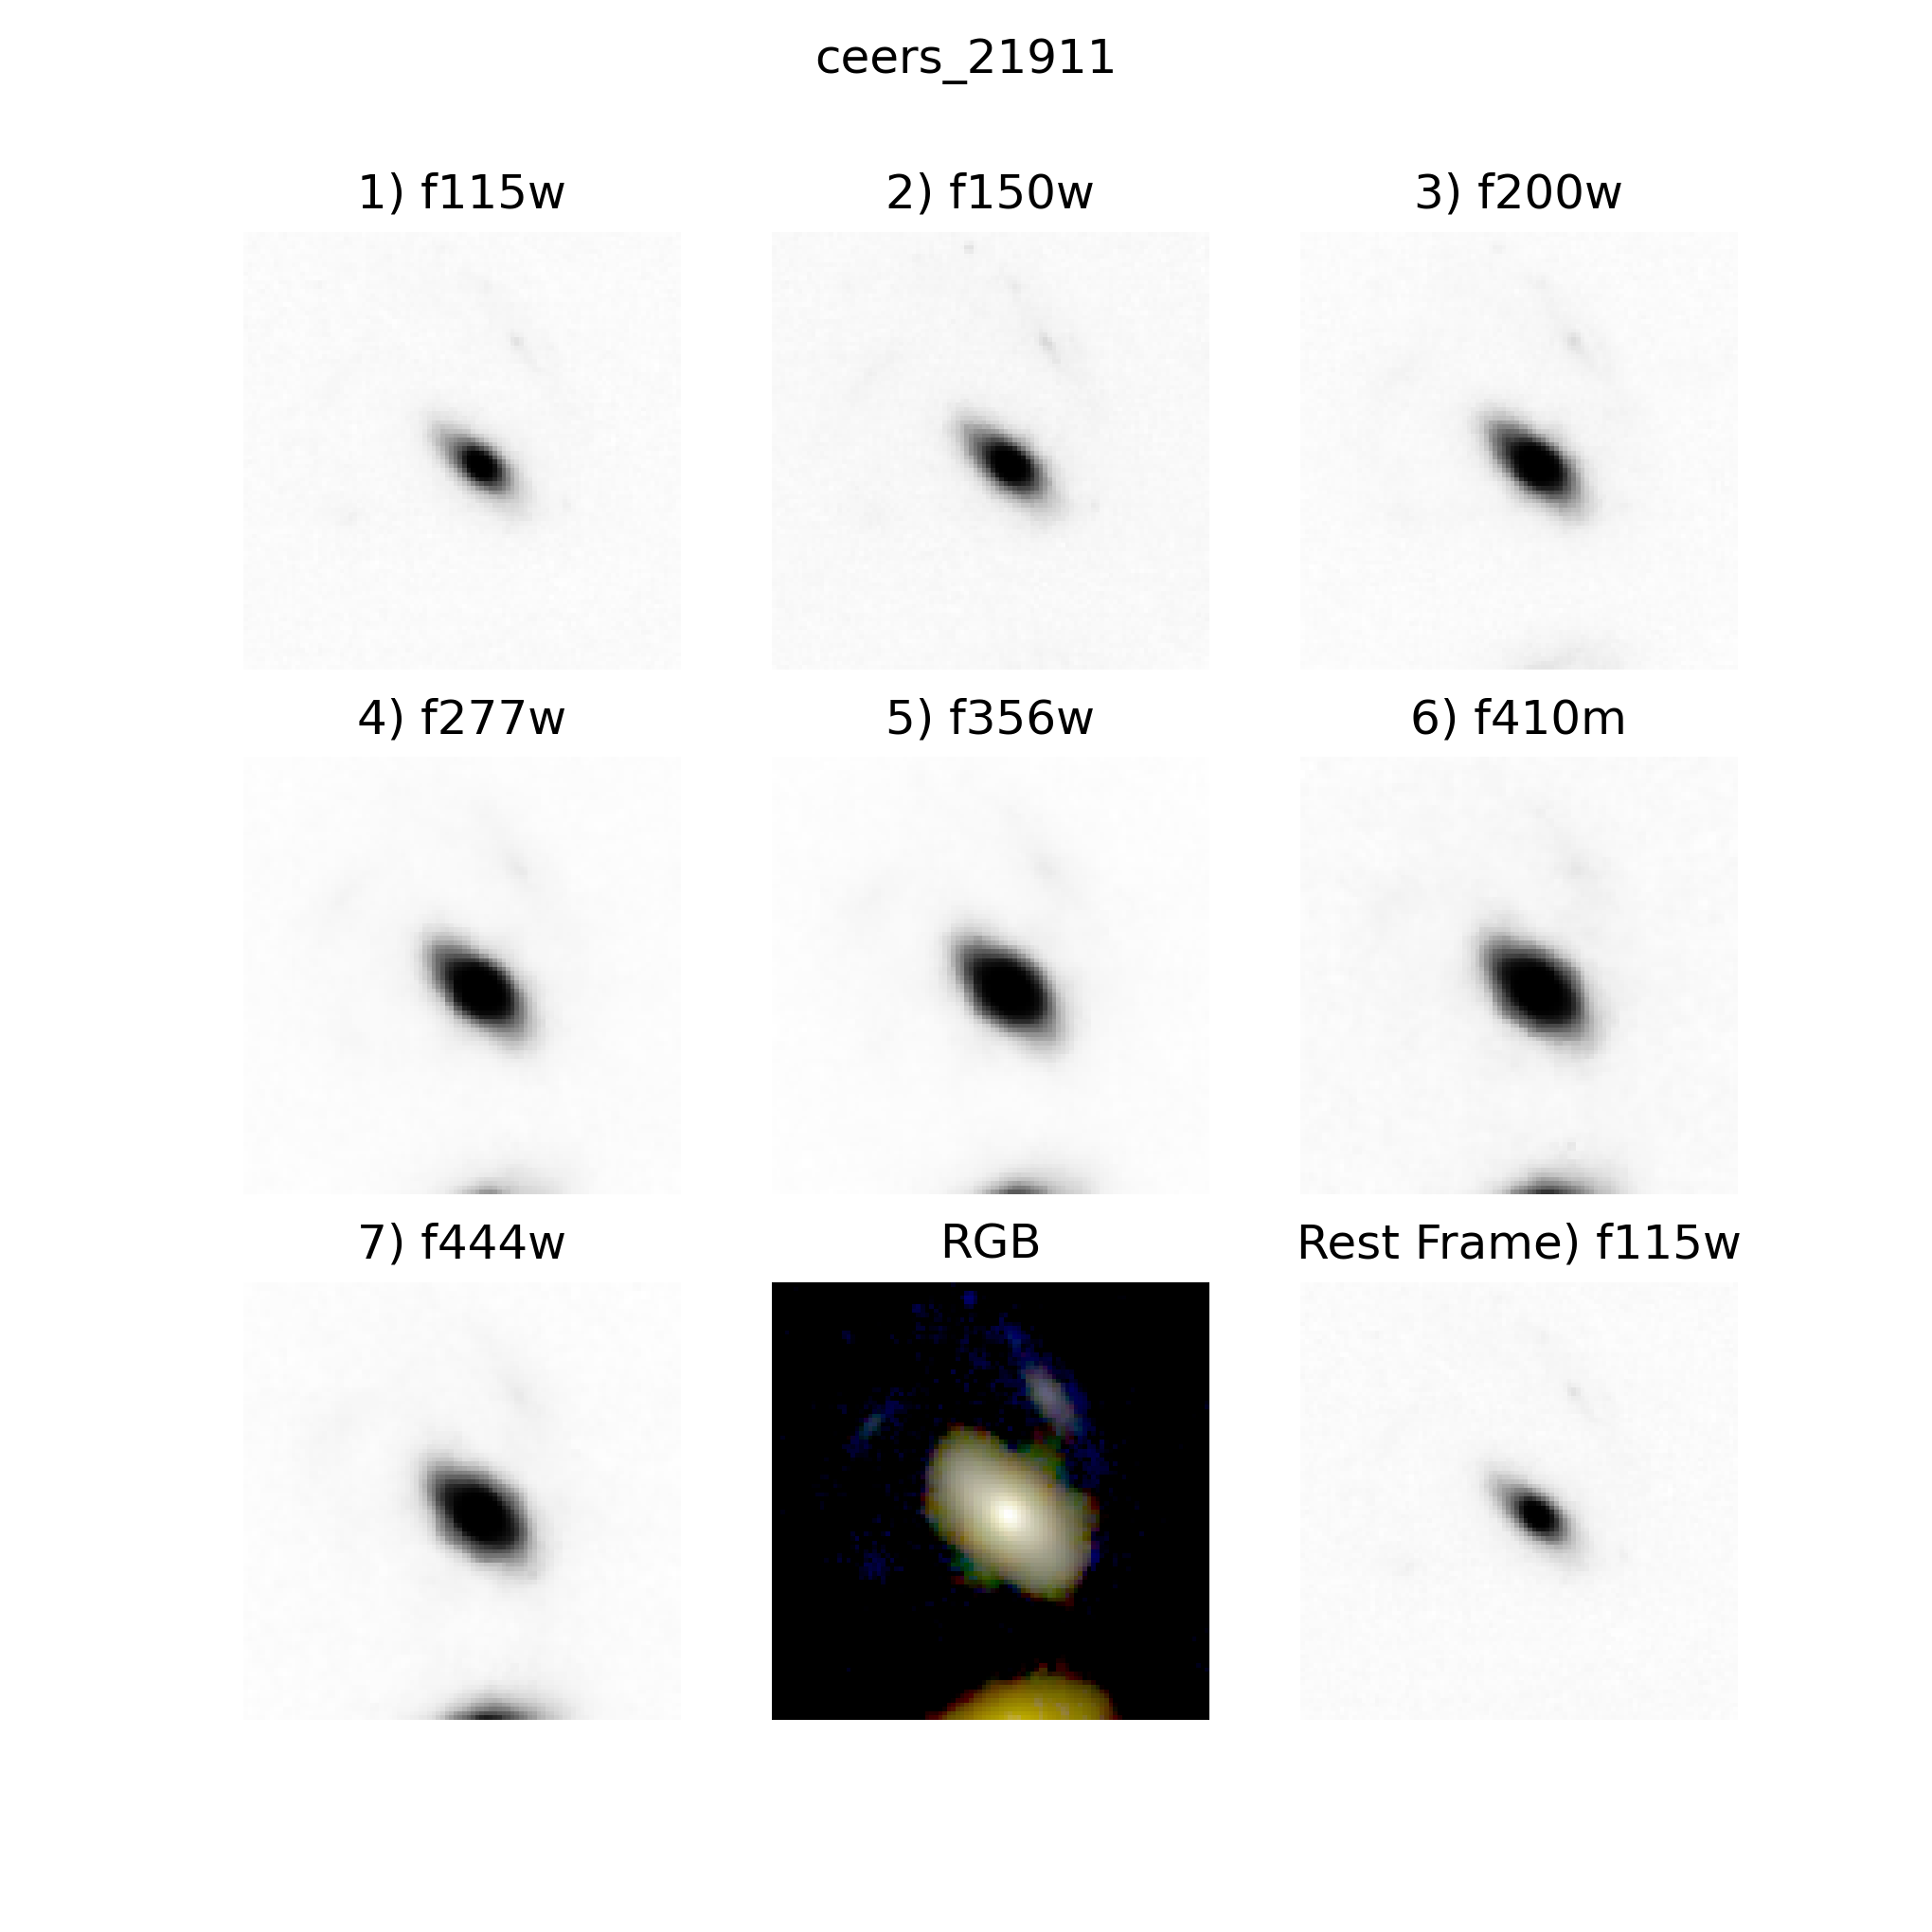 ceers_21911
1) f115w
2) f150w
3) f200w
4) f277w
5) f356w
6) f410m
7) f444w
RGB
Rest Frame) f115w